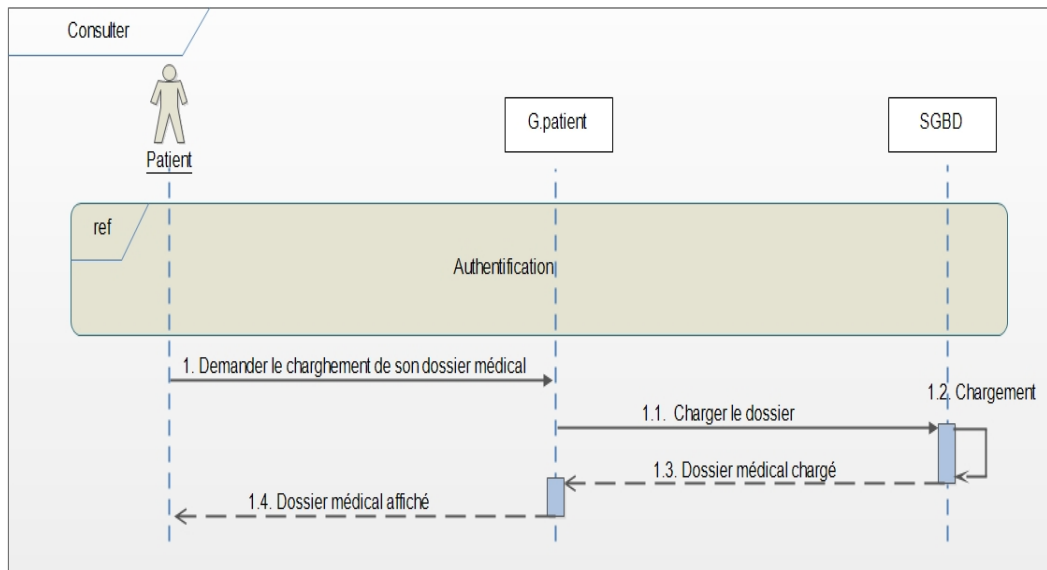 Consulter
Patient
G.patient
SGBD
ref
Authentification
1. Demander le charghement de son dossier médical
1.2. Chargement
1.1. Charger le dossier
1.3. Dossier médical chargé
1.4. Dossier médical affiché